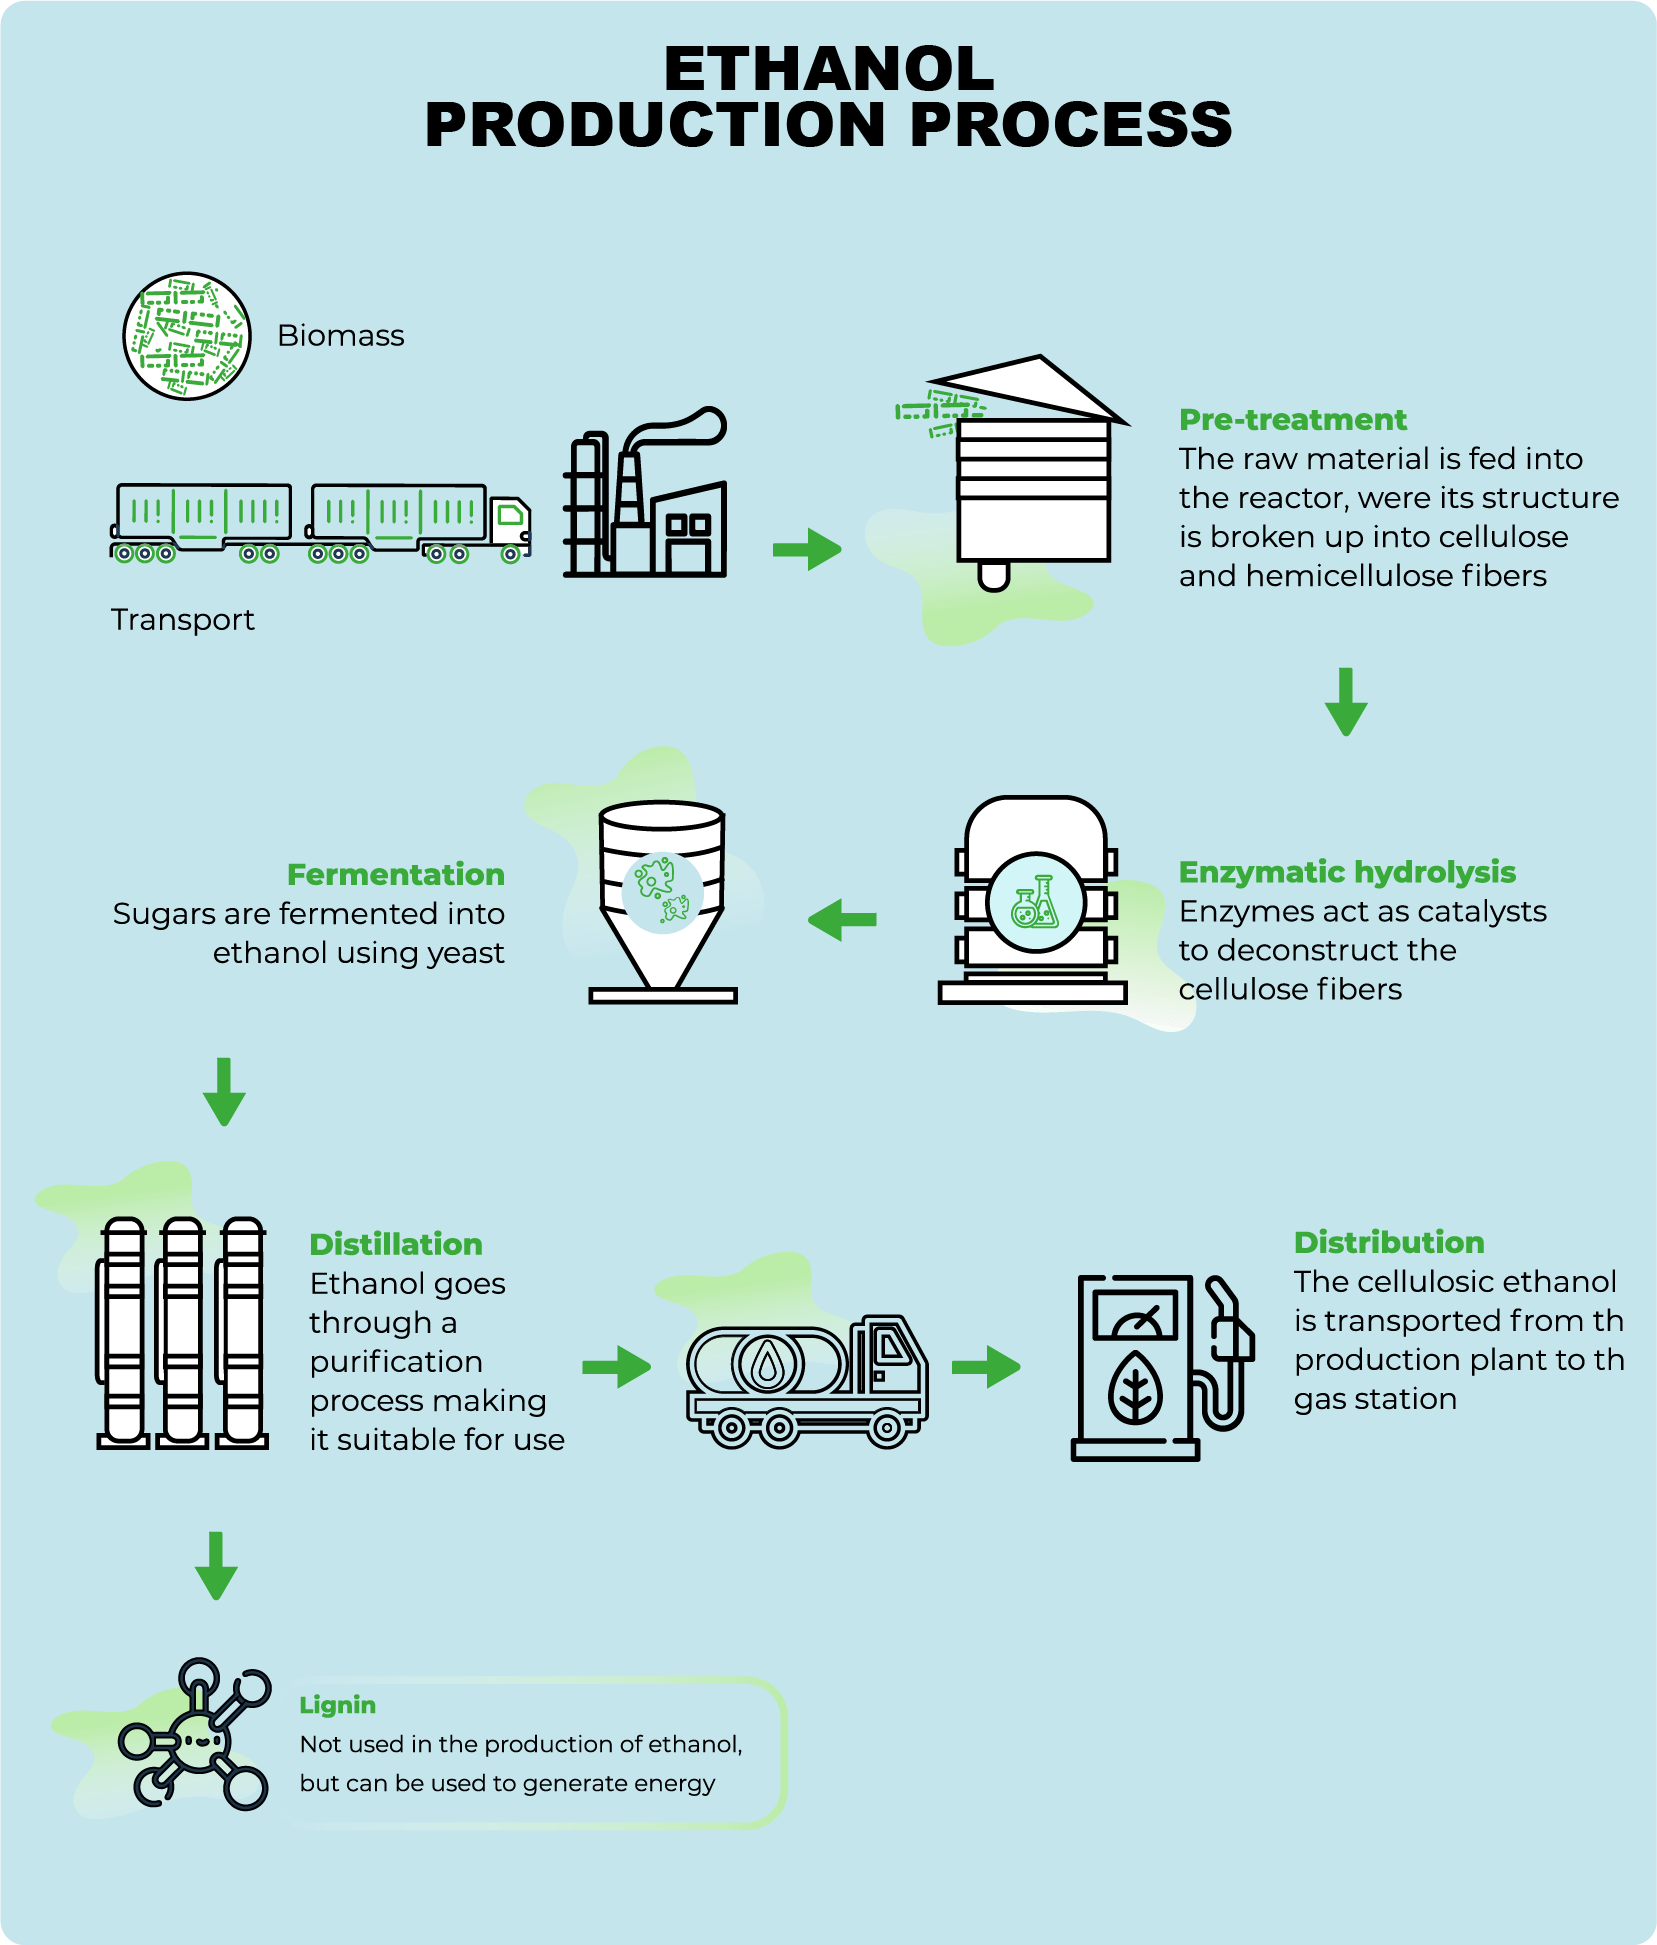 ETHANOL
PRODUCTION PROCESS
Biomass
Transport
Pre-treatment
The raw material is fed into
the reactor, were its structure
is broken up into cellulose
and hemicellulose fibers
Enzymatic hydrolysis
Enzymes act as catalysts
to deconstruct the
cellulose fibers
Fermentation
Sugars are fermented into
ethanol using yeast
Distillation
Ethanol goes
through a
purification
process making
it suitable for use
Distribution
The cellulosic ethanol
is transported from th
production plant to th
gas station
Lignin
Not used in the production of ethanol,
but can be used to generate energy